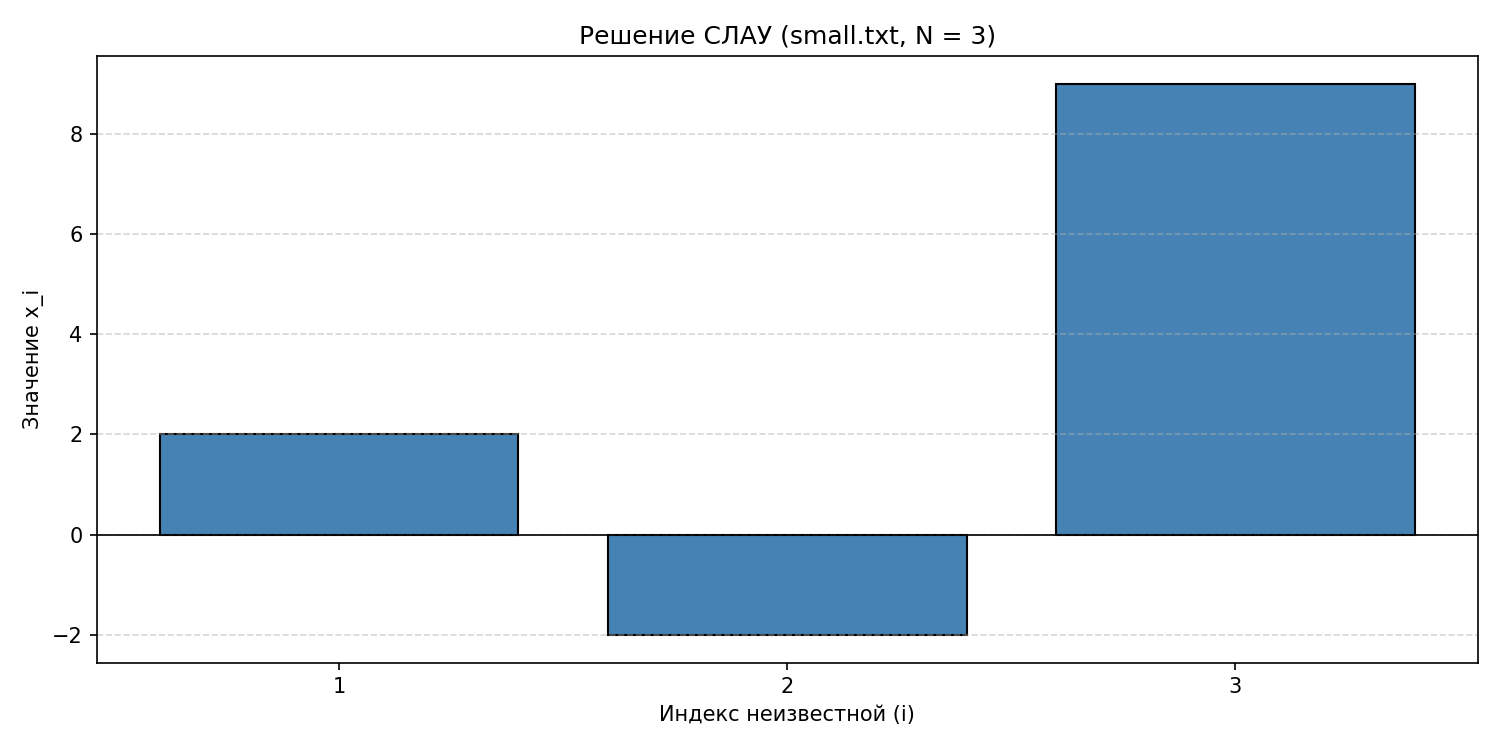 Решение СЛАУ (small.txt, N = 3)
Значение x_i
8
6
4
2
0
−2
1 2 3
Индекс неизвестной (i)